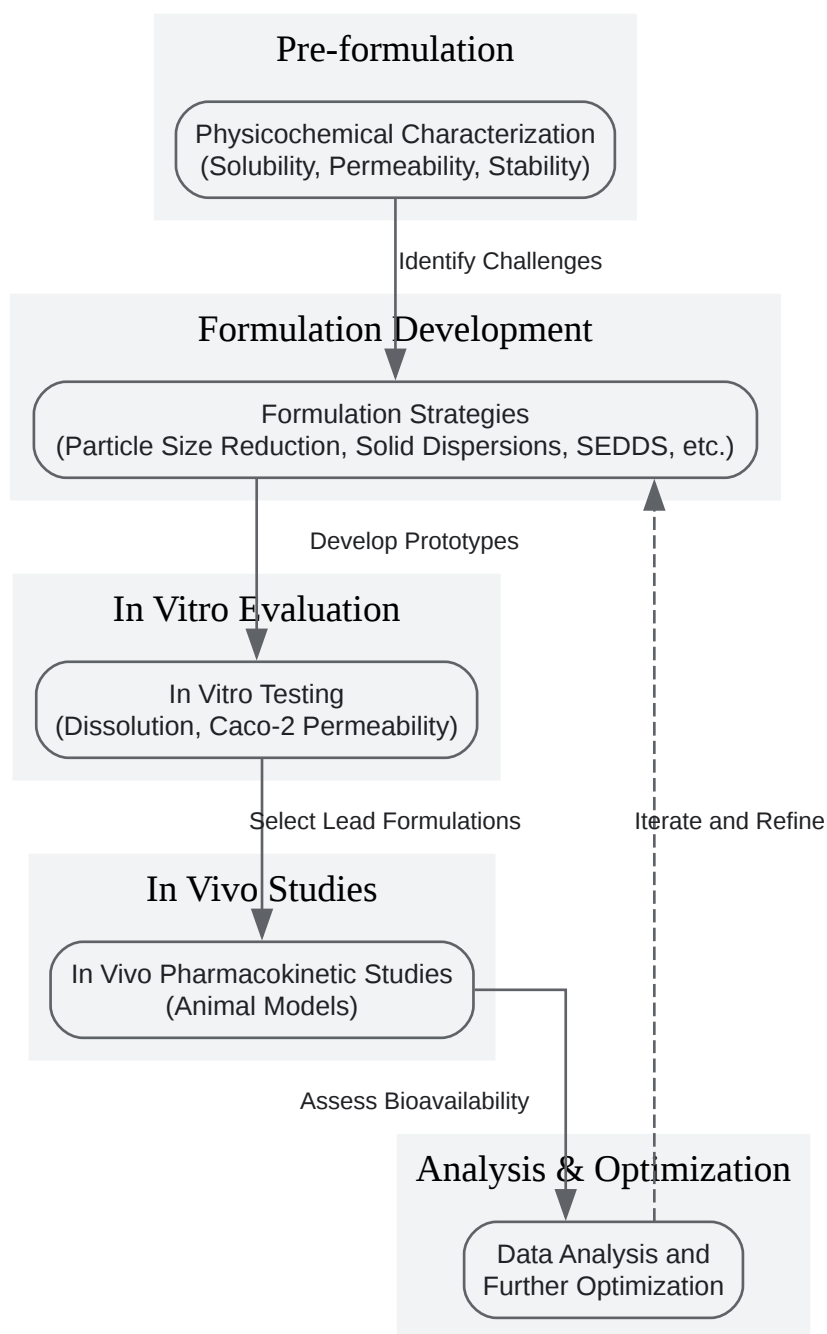 Pre-formulation
Physicochemical Characterization
(Solubility, Permeability, Stability)
Identify Challenges
Formulation Development
Formulation Strategies
(Particle Size Reduction, Solid Dispersions, SEDDS, etc.)
Develop Prototypes
In Vitro Evaluation
In Vitro Testing
(Dissolution, Caco-2 Permeability)
Select Lead Formulations
Iterate and Refine
In Vivo Studies
In Vivo Pharmacokinetic Studies
(Animal Models)
Assess Bioavailability
Analysis & Optimization
Data Analysis and
Further Optimization